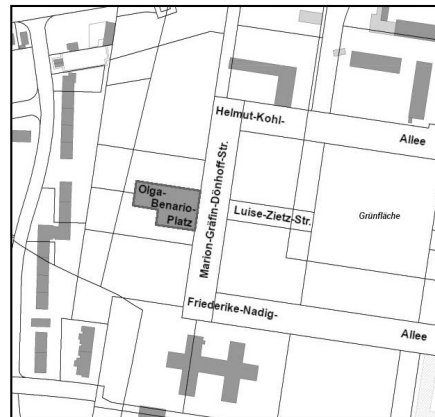 Helmut-Kohl-
Allee
Marion-Gräfin-Dönhoff-Str.
Olga-
Benario-
Platz
Luise-Zietz-Str.
Grünfläche
Friederike-Nadig-
Allee